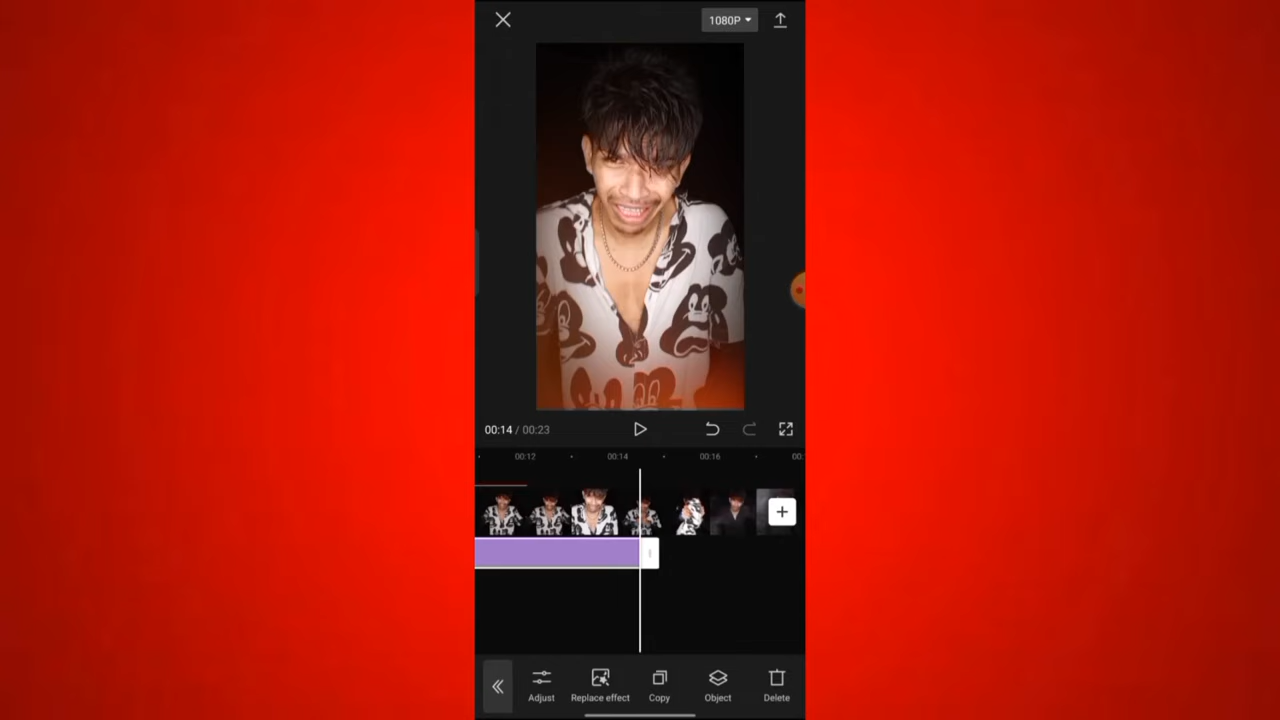 1080P
00:14 / 00:23
00:12
00:14
00:16
Adjust
Replace effect
Copy
Object
Delete